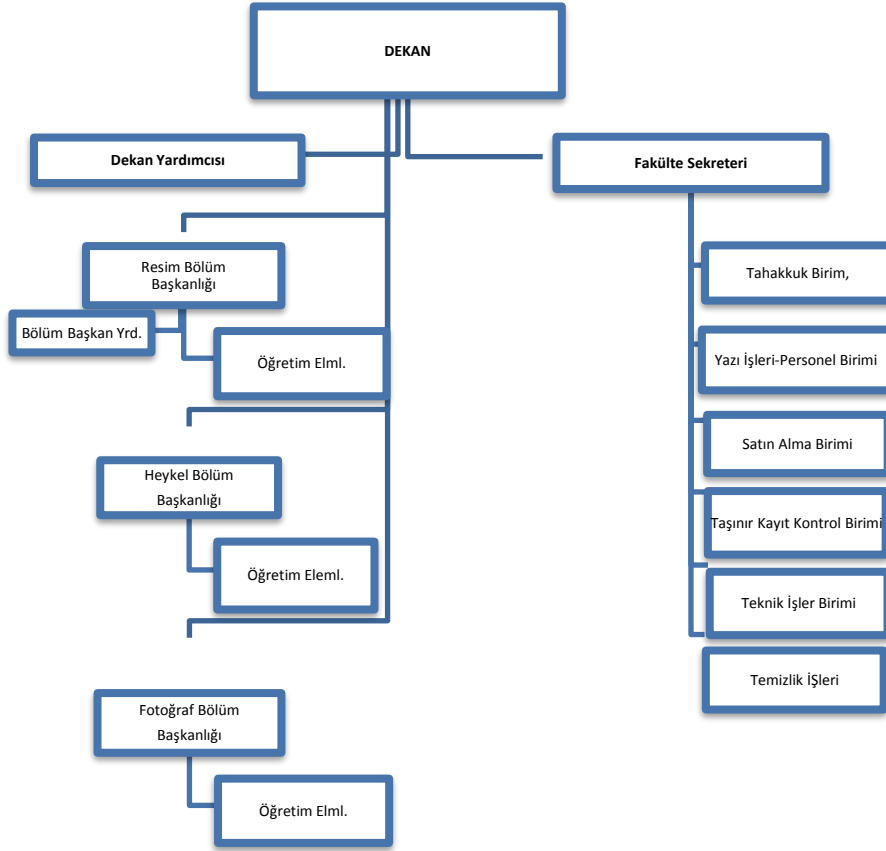 DEKAN
Dekan Yardımcısı
Fakülte Sekreteri
Resim Bölüm
Başkanlığı
Bölüm Başkan Yrd.
Öğretim Elml.
Heykel Bölüm
Başkanlığı
Öğretim Eleml.
Fotoğraf Bölüm
Başkanlığı
Öğretim Elml.
Tahakkuk Birim,
Yazı İşleri-Personel Birimi
Satın Alma Birimi
Taşınır Kayıt Kontrol Birimi
Teknik İşler Birimi
Temizlik İŞleri